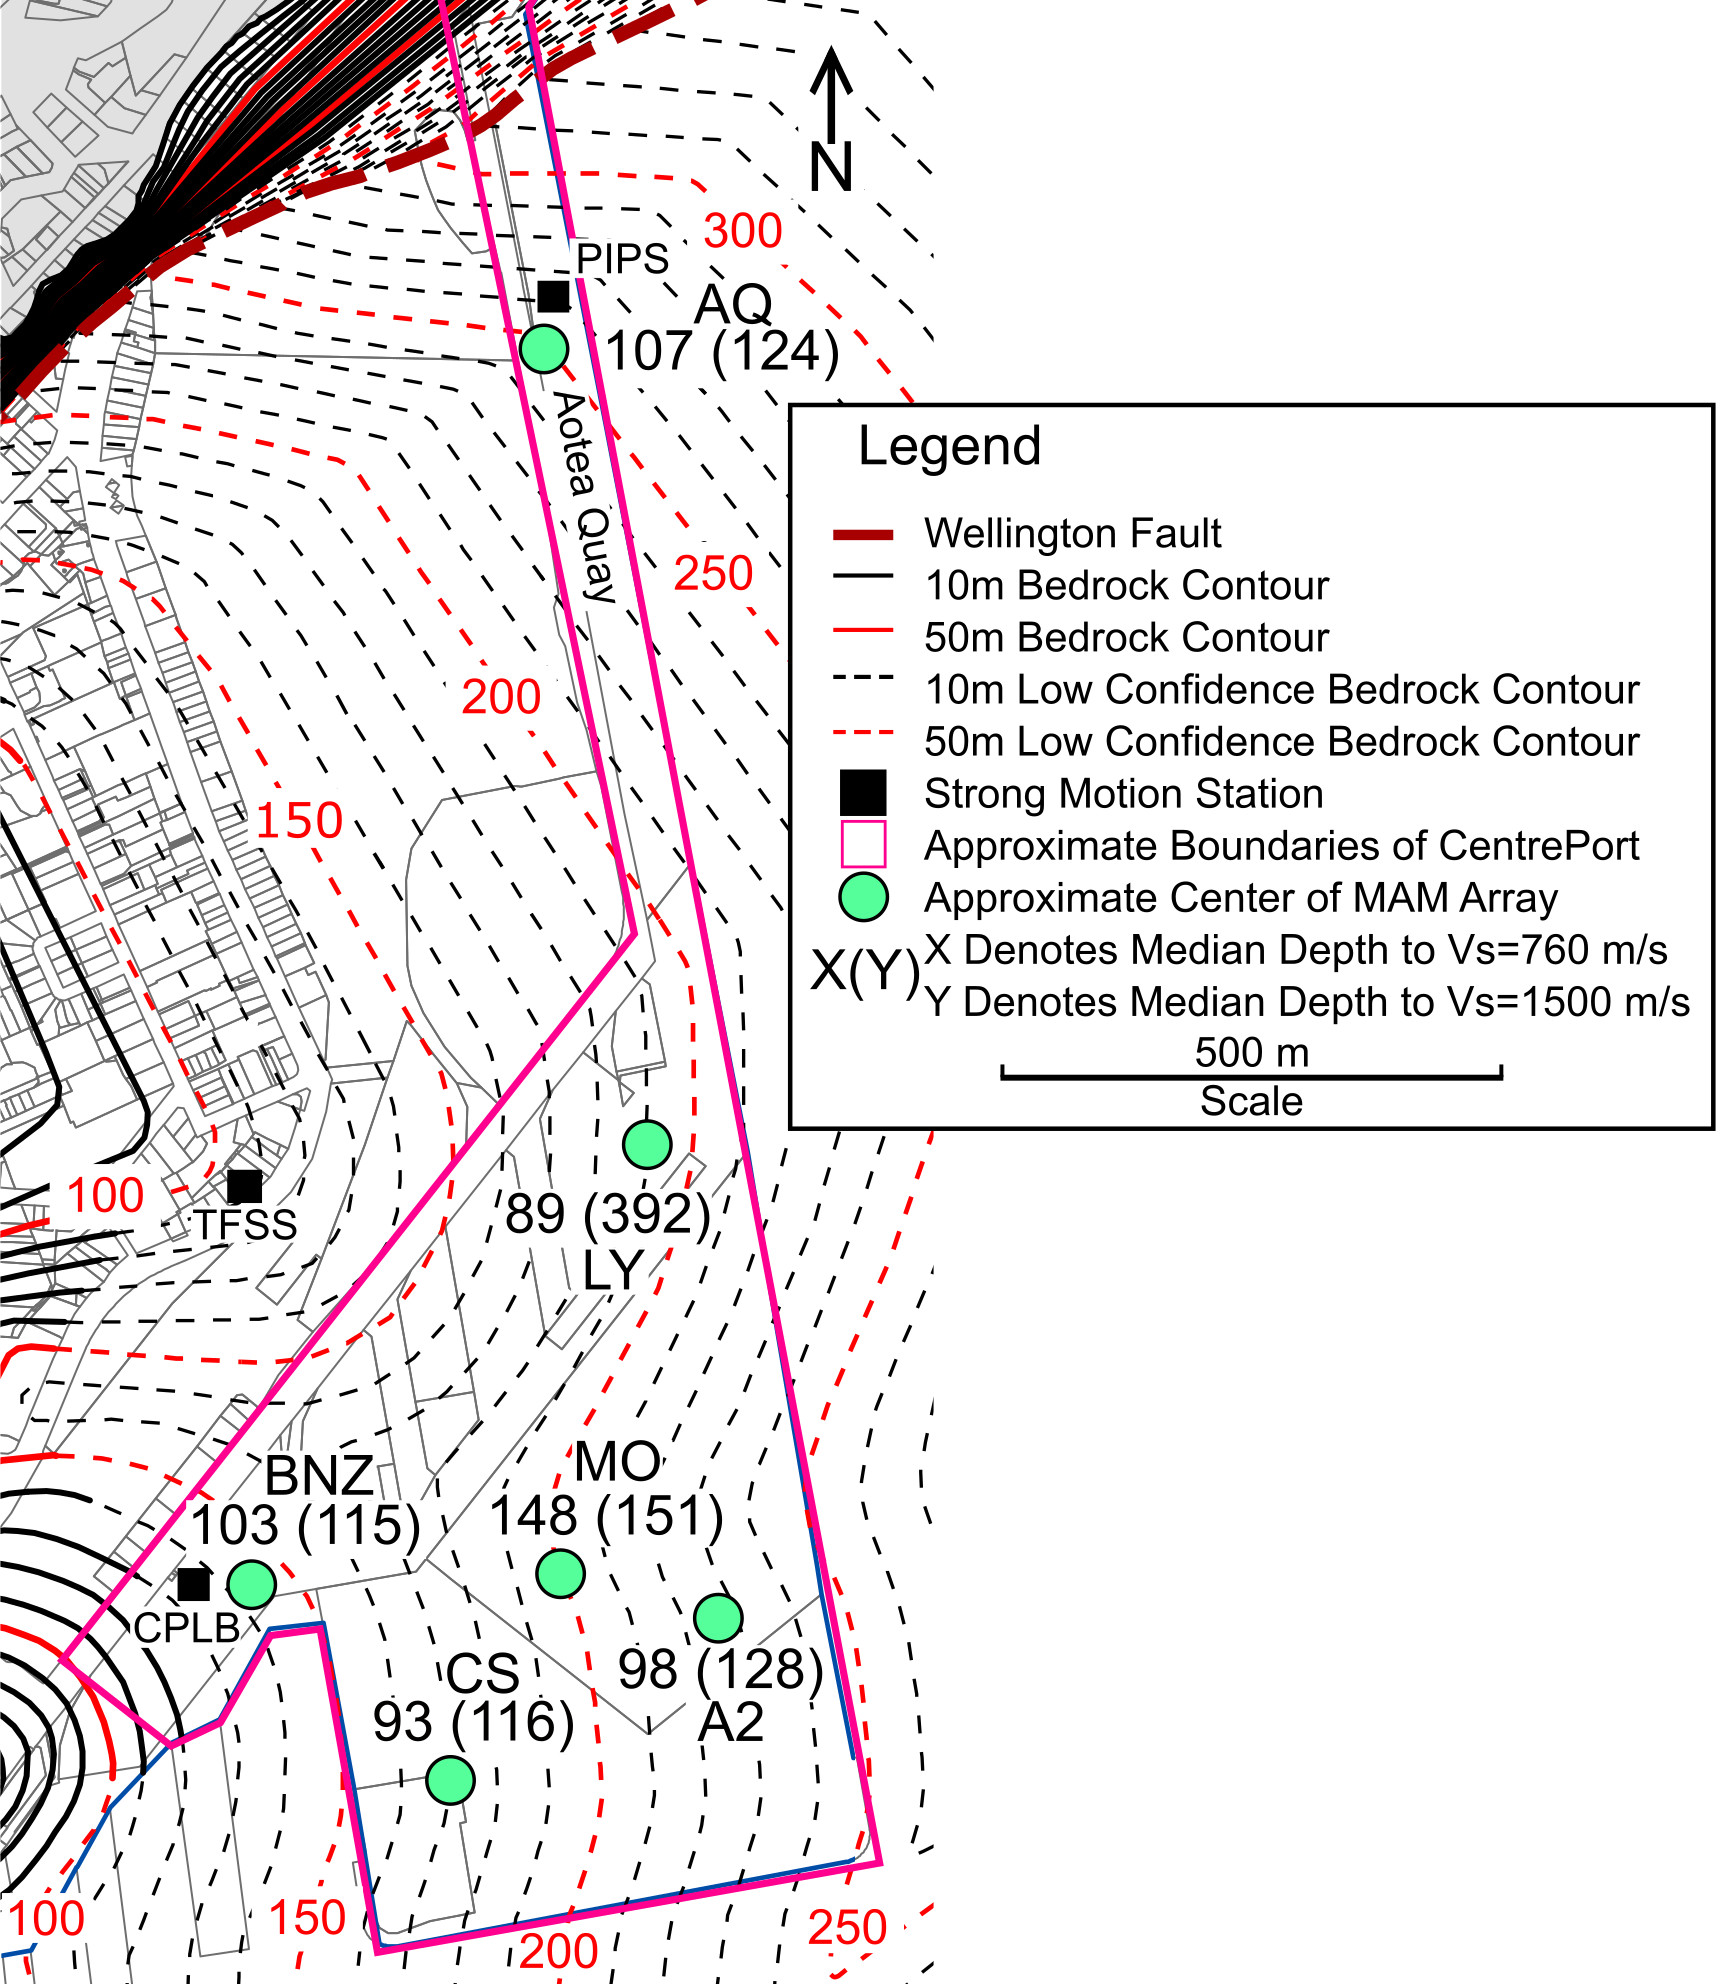 N
300
PIPS
AQ
107 (124)
Aotea Quay
250
200
150
100
TFSS
89 (392)
LY
BNZ
103 (115)
MO
148 (151)
CPLB
98 (128)
A2
CS
93 (116)
100
150
200
250
Legend
Wellington Fault
10m Bedrock Contour
50m Bedrock Contour
10m Low Confidence Bedrock Contour
50m Low Confidence Bedrock Contour
Strong Motion Station
Approximate Boundaries of CentrePort
Approximate Center of MAM Array
X(Y)
X Denotes Median Depth to Vs=760 m/s
Y Denotes Median Depth to Vs=1500 m/s
500 m
Scale